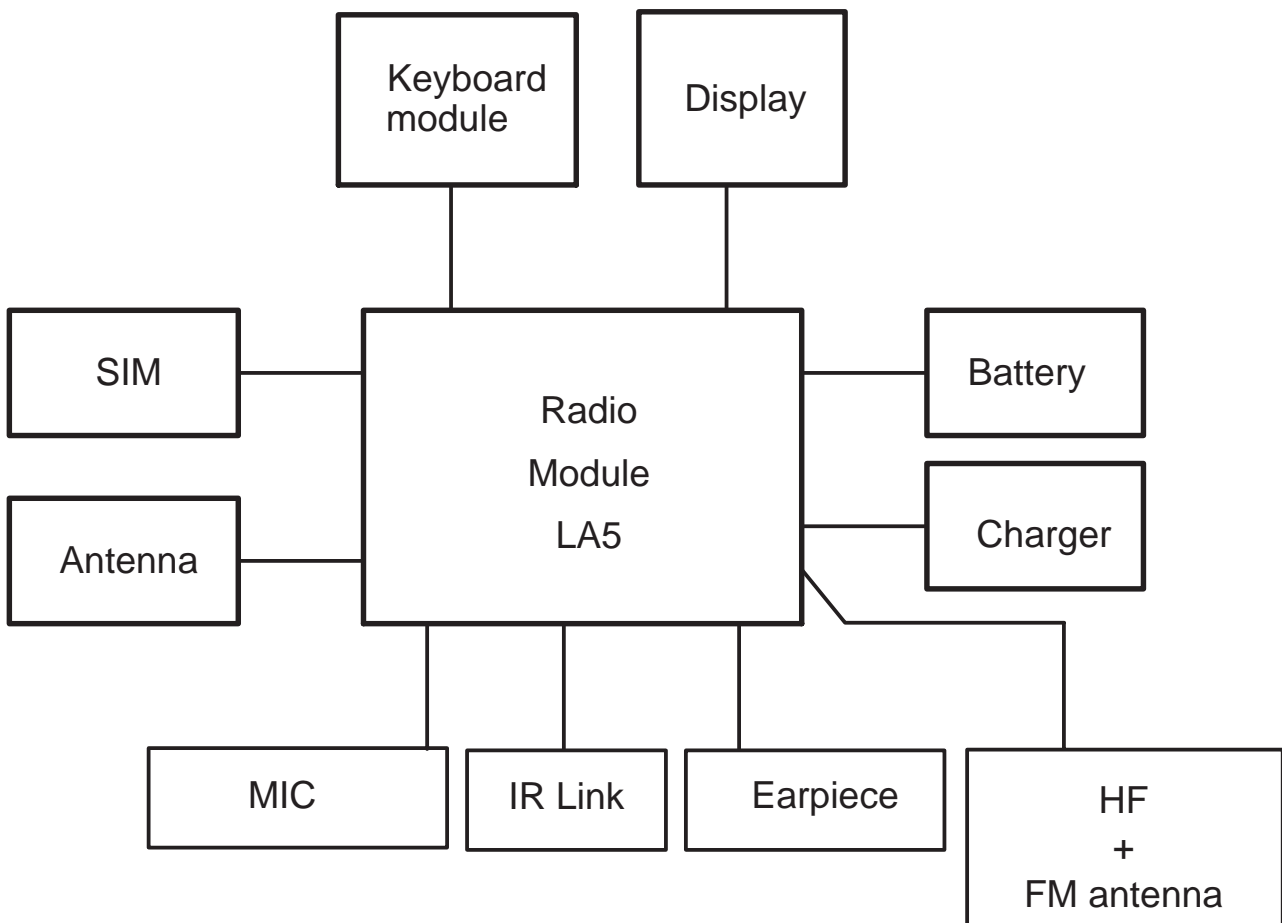 Keyboard
module
Display
SIM
Radio
Module
LA5
Battery
Antenna
Charger
MIC
IR Link
Earpiece
HF
+
FM antenna